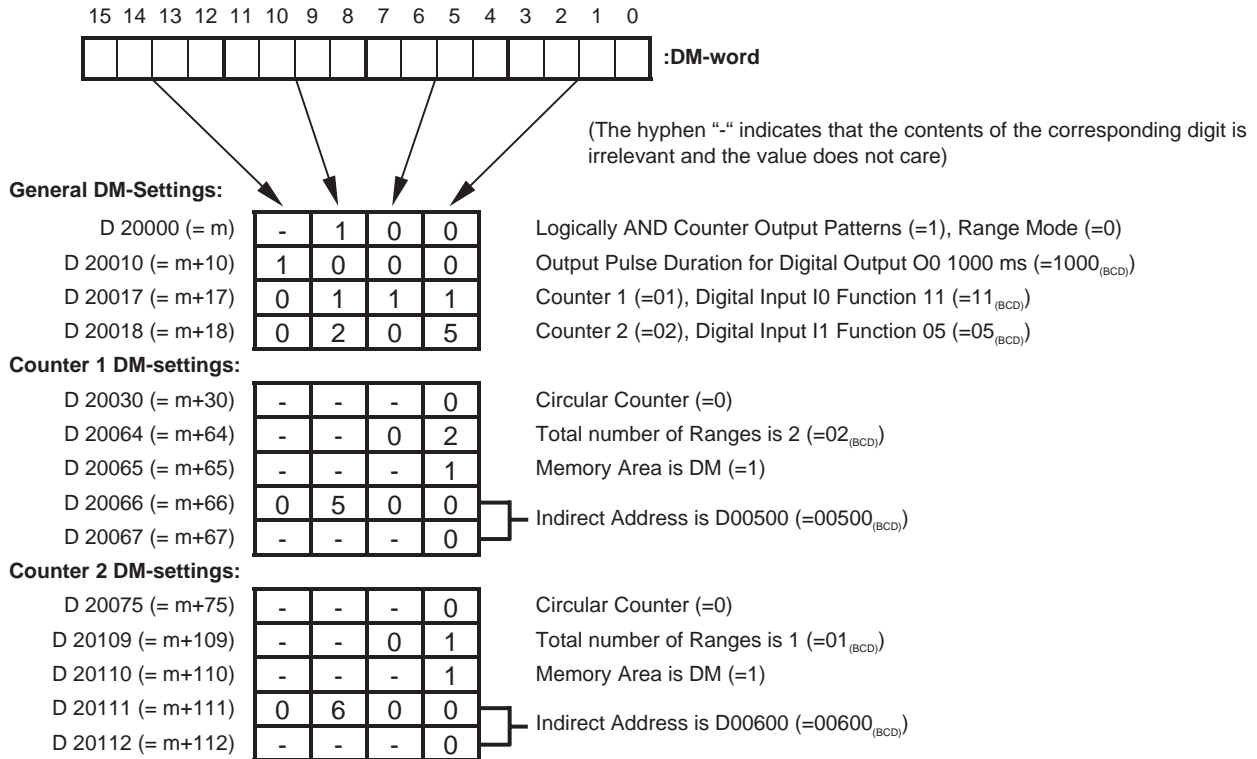 15 14 13 12 11 10 9 8 7 6 5 4 3 2 1 0
:DM-word
(The hyphen “-“ indicates that the contents of the corresponding digit is
irrelevant and the value does not care)
General DM-Settings:
D 20000 (= m) - 1 0 0 Logically AND Counter Output Patterns (=1), Range Mode (=0)
D 20010 (= m+10) 1 0 0 0 Output Pulse Duration for Digital Output O0 1000 ms (=1000(BCD))
D 20017 (= m+17) 0 1 1 1 Counter 1 (=01), Digital Input I0 Function 11 (=11(BCD))
D 20018 (= m+18) 0 2 0 5 Counter 2 (=02), Digital Input I1 Function 05 (=05(BCD))
Counter 1 DM-settings:
D 20030 (= m+30) - - - 0 Circular Counter (=0)
D 20064 (= m+64) - - 0 2 Total number of Ranges is 2 (=02(BCD))
D 20065 (= m+65) - - - 1 Memory Area is DM (=1)
D 20066 (= m+66) 0 5 0 0
Indirect Address is D00500 (=00500(BCD))
D 20067 (= m+67) - - - 0
Counter 2 DM-settings:
D 20075 (= m+75) - - - 0 Circular Counter (=0)
D 20109 (= m+109) - - 0 1 Total number of Ranges is 1 (=01(BCD))
D 20110 (= m+110) - - - 1 Memory Area is DM (=1)
D 20111 (= m+111) 0 6 0 0
Indirect Address is D00600 (=00600(BCD))
D 20112 (= m+112) - - - 0